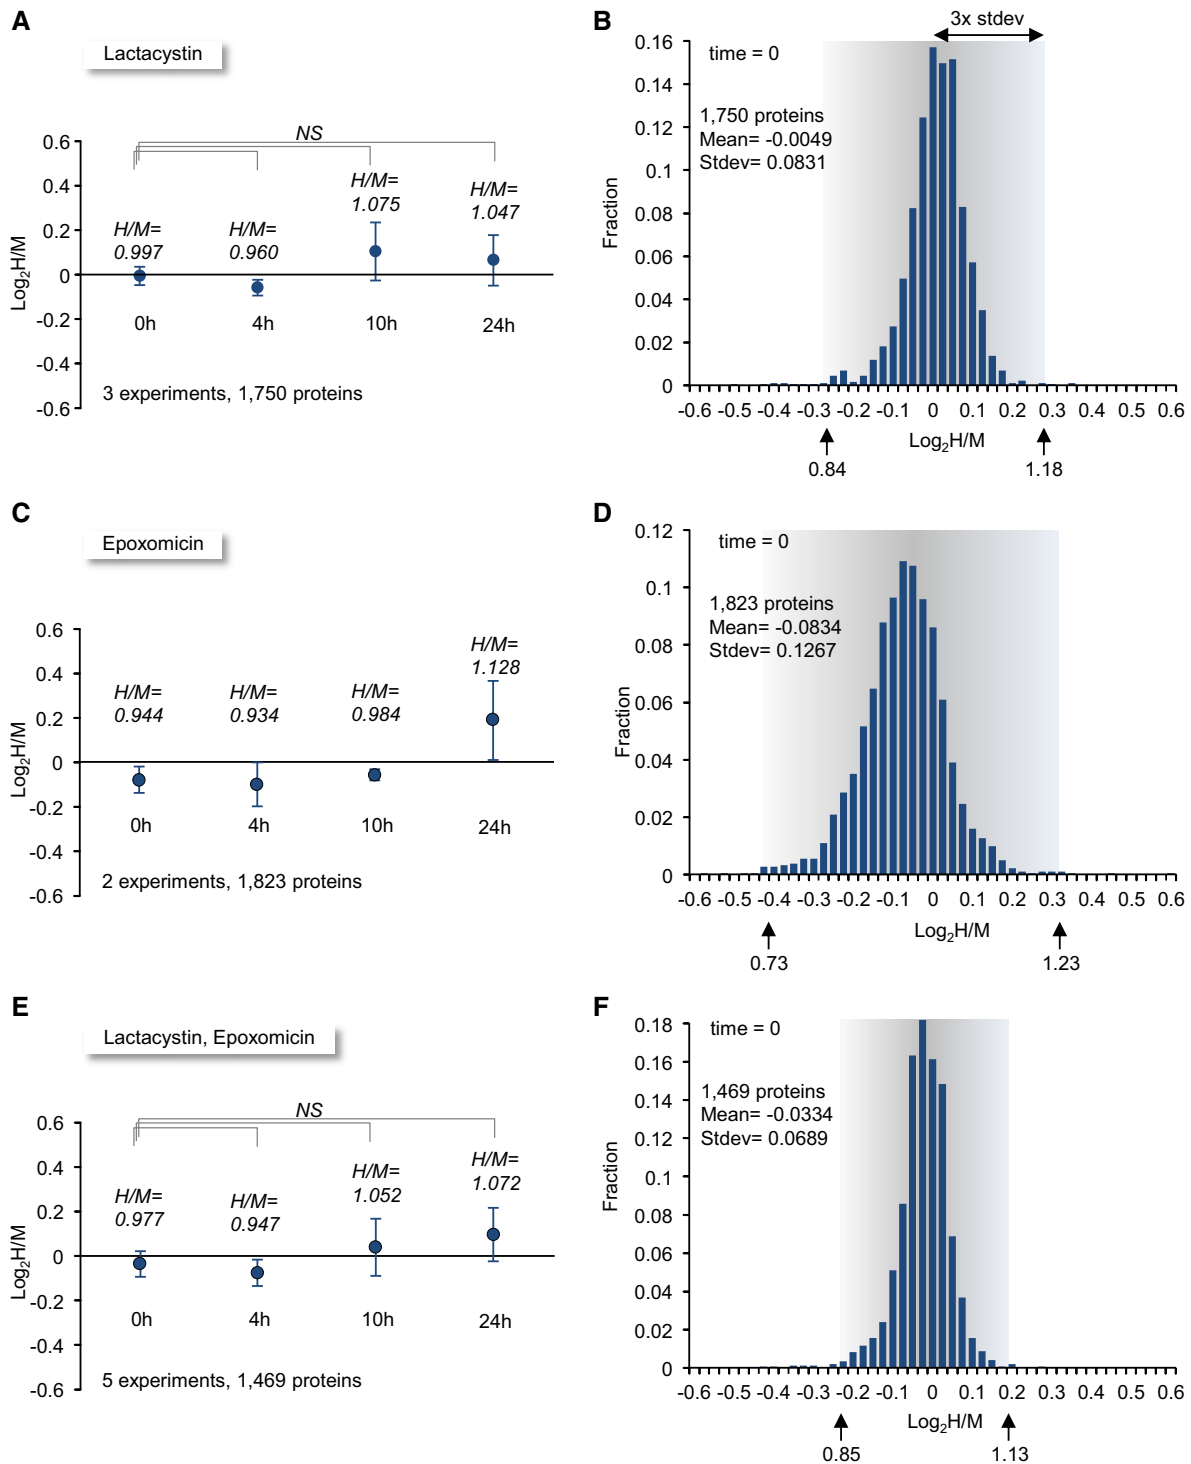 A
Lactacystin
0.6
0.4
0.2
0
-0.2
-0.4
-0.6
Log2H/M
NS
H/M=
0.997
H/M=
0.960
H/M=
1.075
H/M=
1.047
0h
4h
10h
24h
3 experiments, 1,750 proteins
B
3x stdev
time = 0
1,750 proteins
Mean= -0.0049
Stdev= 0.0831
0.16
0.14
0.12
0.1
0.08
0.06
0.04
0.02
0
Fraction
-0.6 -0.5 -0.4 -0.3 -0.2 -0.1 0 0.1 0.2 0.3 0.4 0.5 0.6
Log2H/M
0.84
1.18
C
Epoxomicin
0.6
0.4
0.2
0
-0.2
-0.4
-0.6
Log2H/M
H/M=
0.944
H/M=
0.934
H/M=
0.984
H/M=
1.128
0h
4h
10h
24h
2 experiments, 1,823 proteins
D
time = 0
1,823 proteins
Mean= -0.0834
Stdev= 0.1267
0.12
0.1
0.08
0.06
0.04
0.02
0
Fraction
-0.6 -0.5 -0.4 -0.3 -0.2 -0.1 0 0.1 0.2 0.3 0.4 0.5 0.6
Log2H/M
0.73
1.23
E
Lactacystin, Epoxomicin
0.6
0.4
0.2
0
-0.2
-0.4
-0.6
Log2H/M
NS
H/M=
0.977
H/M=
0.947
H/M=
1.052
H/M=
1.072
0h
4h
10h
24h
5 experiments, 1,469 proteins
F
time = 0
1,469 proteins
Mean= -0.0334
Stdev= 0.0689
0.18
0.16
0.14
0.12
0.1
0.08
0.06
0.04
0.02
0
Fraction
-0.6 -0.5 -0.4 -0.3 -0.2 -0.1 0 0.1 0.2 0.3 0.4 0.5 0.6
Log2H/M
0.85
1.13